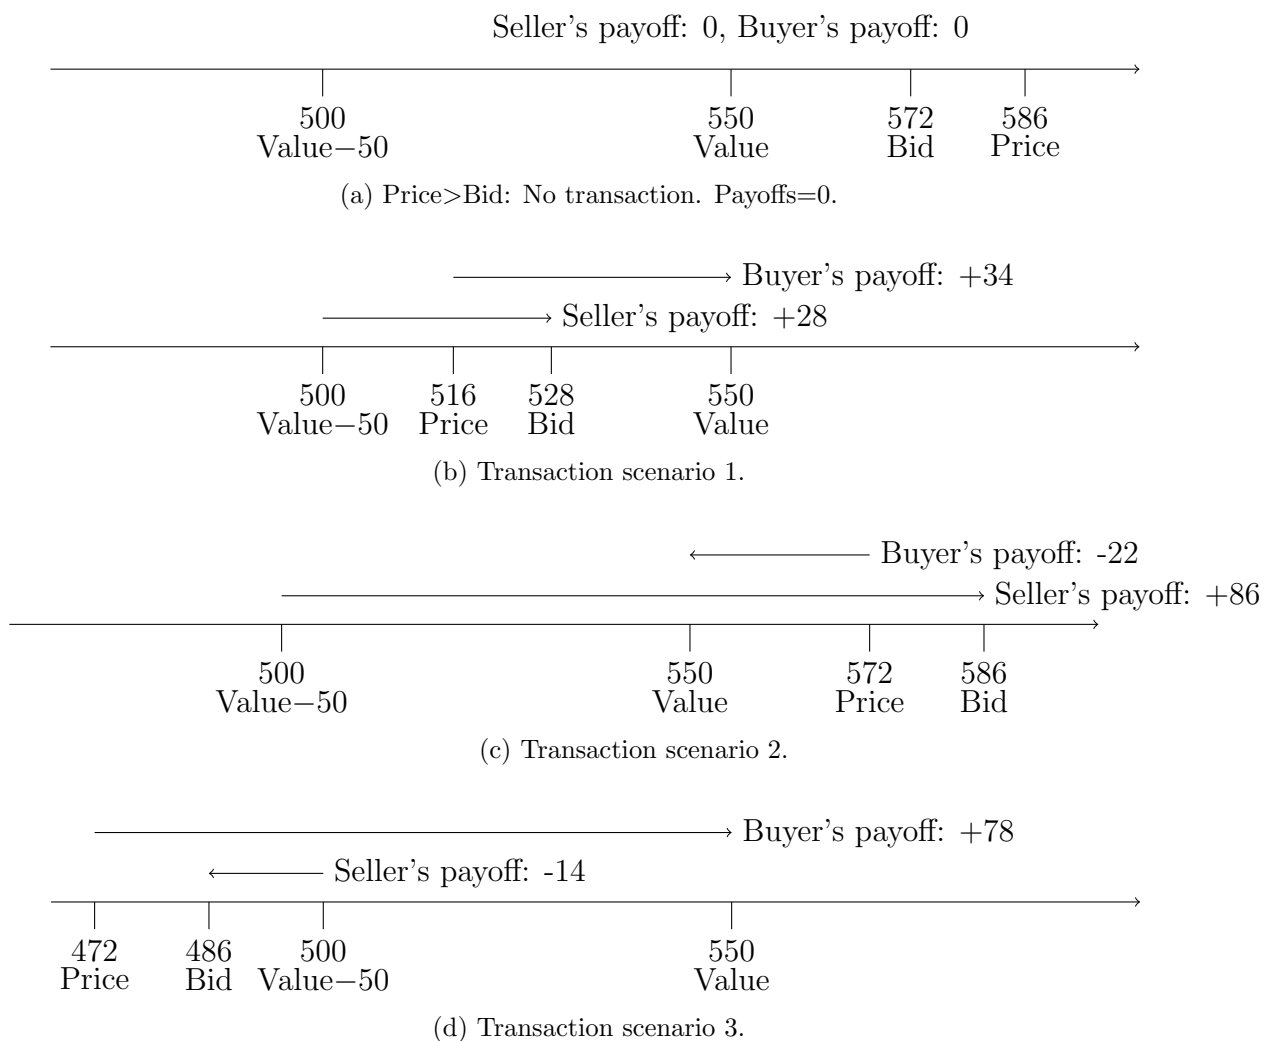 Seller's payoff: 0, Buyer's payoff: 0
500 550 572 586
Value−50 Value Bid Price
(a) Price>Bid: No transaction. Payoffs=0.
Buyer's payoff: +34
Seller's payoff: +28
500 516 528 550
Value−50 Price Bid Value
(b) Transaction scenario 1.
Buyer's payoff: -22
Seller's payoff: +86
500 550 572 586
Value−50 Value Price Bid
(c) Transaction scenario 2.
Buyer's payoff: +78
Seller's payoff: -14
472 486 500 550
Price Bid Value−50 Value
(d) Transaction scenario 3.